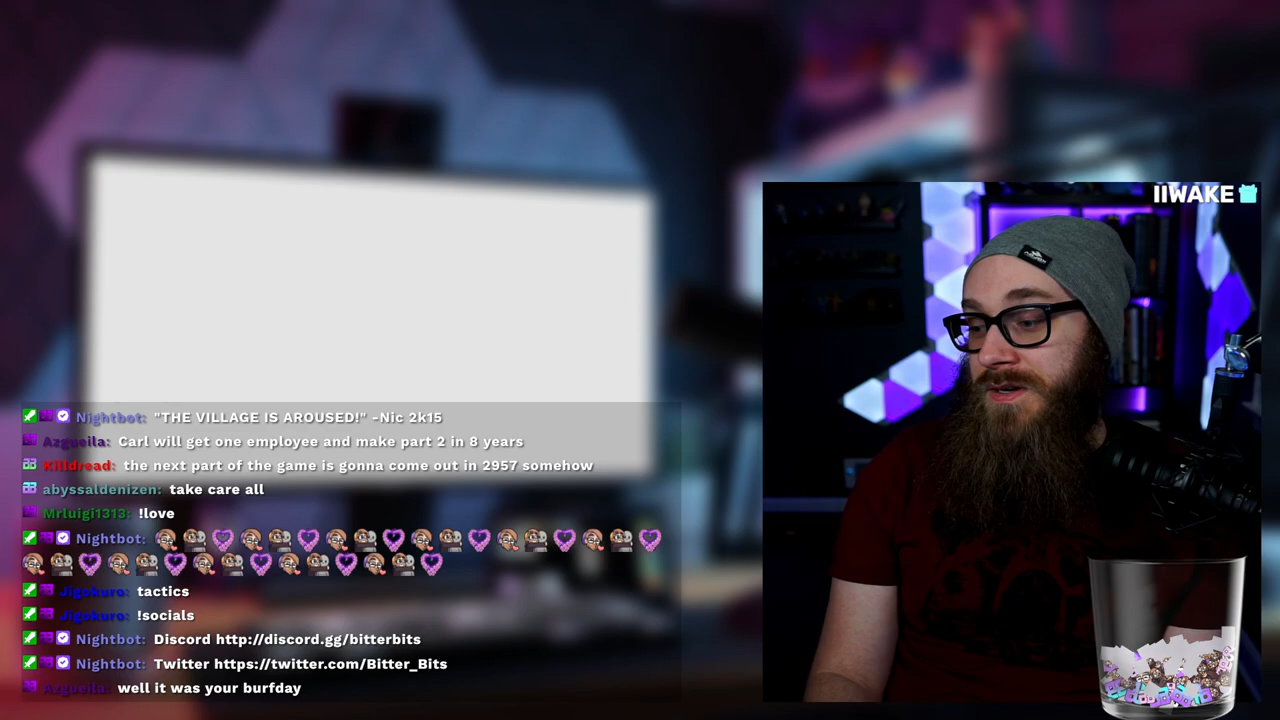 IIWAKE
Nightbot: "THE VILLAGE IS AROUSED!" -Nic 2k15
Azgueila: Carl will get one employee and make part 2 in 8 years
Killdread: the next part of the game is gonna come out in 2957 somehow
abyssaldenizen: take care all
Mrluigi1313: !love
Nightbot:
Jigokuro: tactics
Jigokuro: !socials
Nightbot: Discord http://discord.gg/bitterbits
Nightbot: Twitter https://twitter.com/Bitter_Bits
Azgueila: well it was your burfday